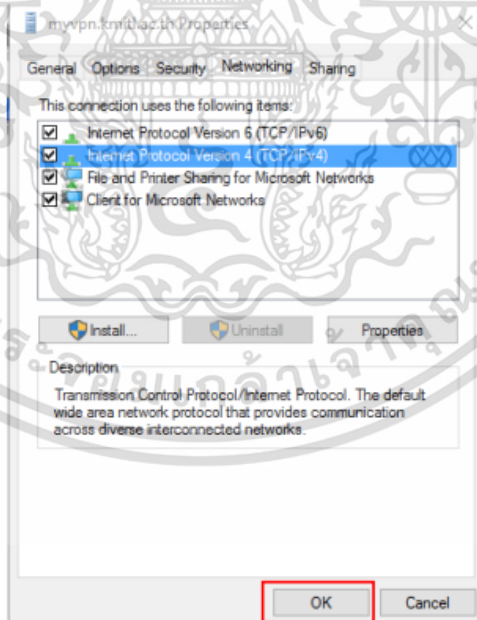 myvpn.kmitl.ac.th Properties
General Options Security Networking Sharing
This connection uses the following items:
Internet Protocol Version 6 (TCP/IPv6)
Internet Protocol Version 4 (TCP/IPv4)
File and Printer Sharing for Microsoft Networks
Client for Microsoft Networks
Install... Uninstall Properties
Description
Transmission Control Protocol/Internet Protocol. The default
wide area network protocol that provides communication
across diverse interconnected networks.
OK Cancel